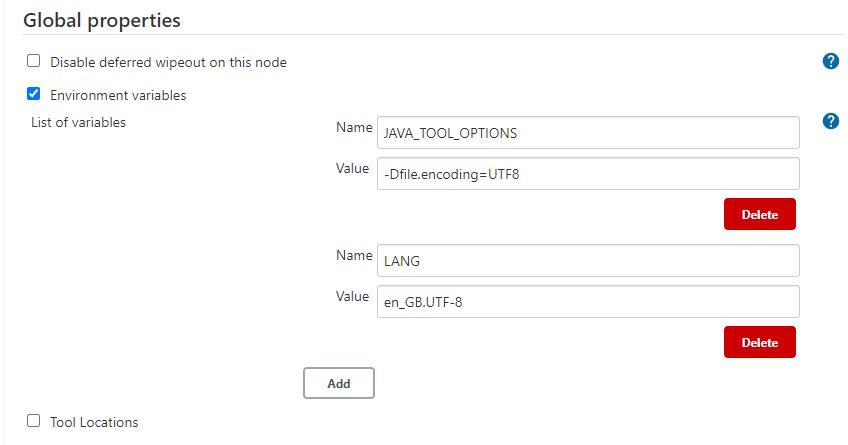 Global properties
Disable deferred wipeout on this node
?
Environment variables
List of variables
?
Name
JAVA_TOOL_OPTIONS
Value
-Dfile.encoding=UTF8
Delete
Name
LANG
Value
en_GB.UTF-8
Delete
Add
Tool Locations